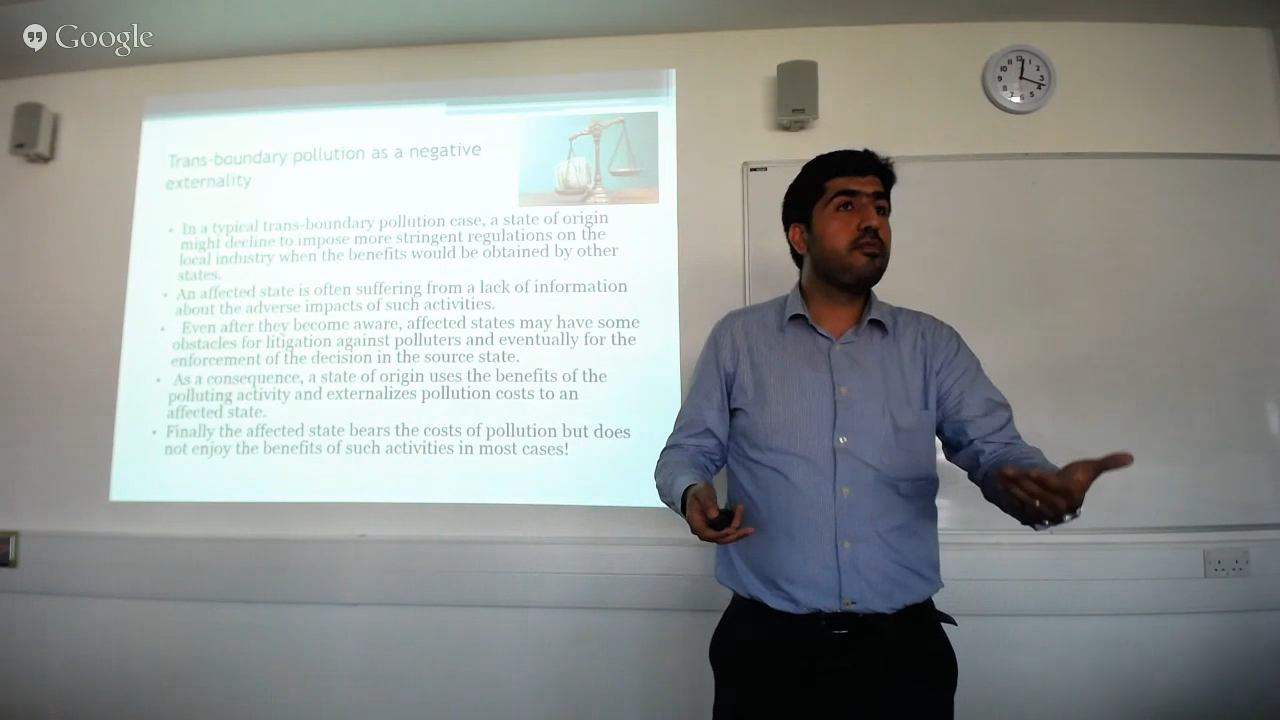 Google
Trans-boundary pollution as a negative
externality
• In a typical trans-boundary pollution case, a state of origin
might decline to impose more stringent regulations on the
local industry when the benefits would be obtained by other
states.
• An affected state is often suffering from a lack of information
about the adverse impacts of such activities.
• Even after they become aware, affected states may have some
obstacles for litigation against polluters and eventually for the
enforcement of the decision in the source state.
• As a consequence, a state of origin uses the benefits of the
polluting activity and externalizes pollution costs to an
affected state.
• Finally the affected state bears the costs of pollution but does
not enjoy the benefits of such activities in most cases!